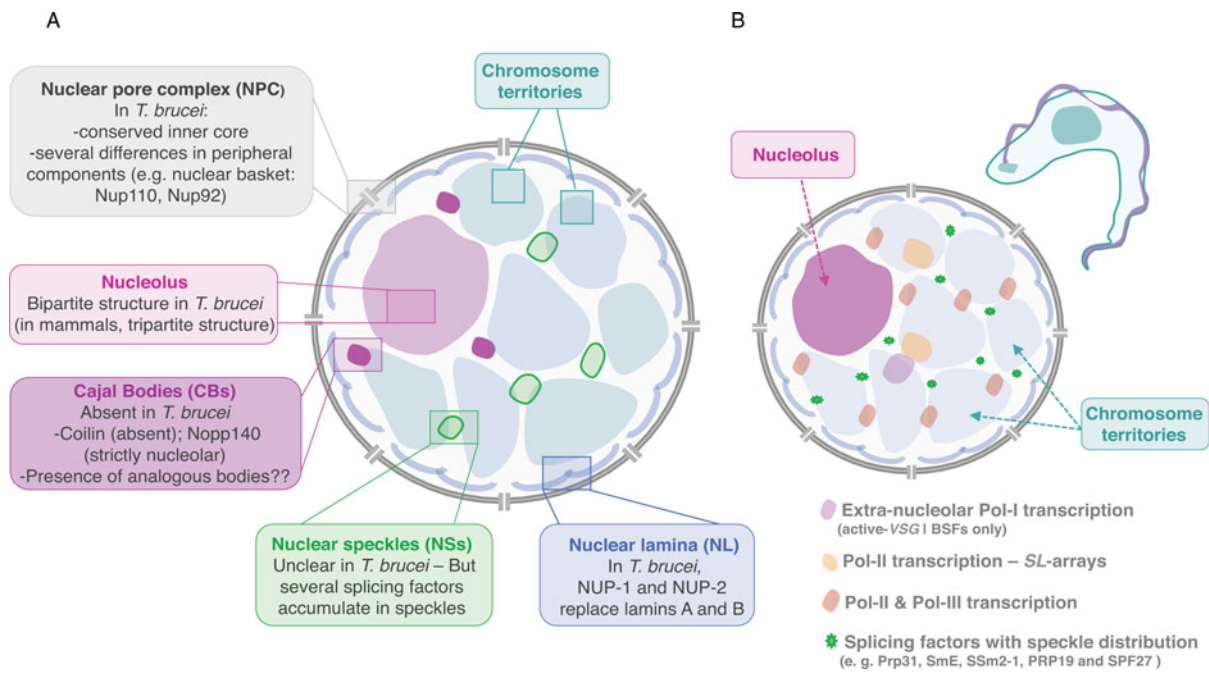 A
Nuclear pore complex (NPC)
In T. brucei:
-conserved inner core
-several differences in peripheral
components (e.g. nuclear basket:
Nup110, Nup92)
Chromosome
territories
Nucleolus
Bipartite structure in T. brucei
(in mammals, tripartite structure)
Cajal Bodies (CBs)
Absent in T. brucei
-Coilin (absent); Nopp140
(strictly nucleolar)
-Presence of analogous bodies??
Nuclear speckles (NSs)
Unclear in T. brucei – But
several splicing factors
accumulate in speckles
Nuclear lamina (NL)
In T. brucei,
NUP-1 and NUP-2
replace lamins A and B
B
Nucleolus
Chromosome
territories
Extra-nucleolar Pol-I transcription
(active-VSG I BSFs only)
Pol-II transcription – SL-arrays
Pol-II & Pol-III transcription
Splicing factors with speckle distribution
(e. g. Prp31, SmE, SSm2-1, PRP19 and SPF27 )